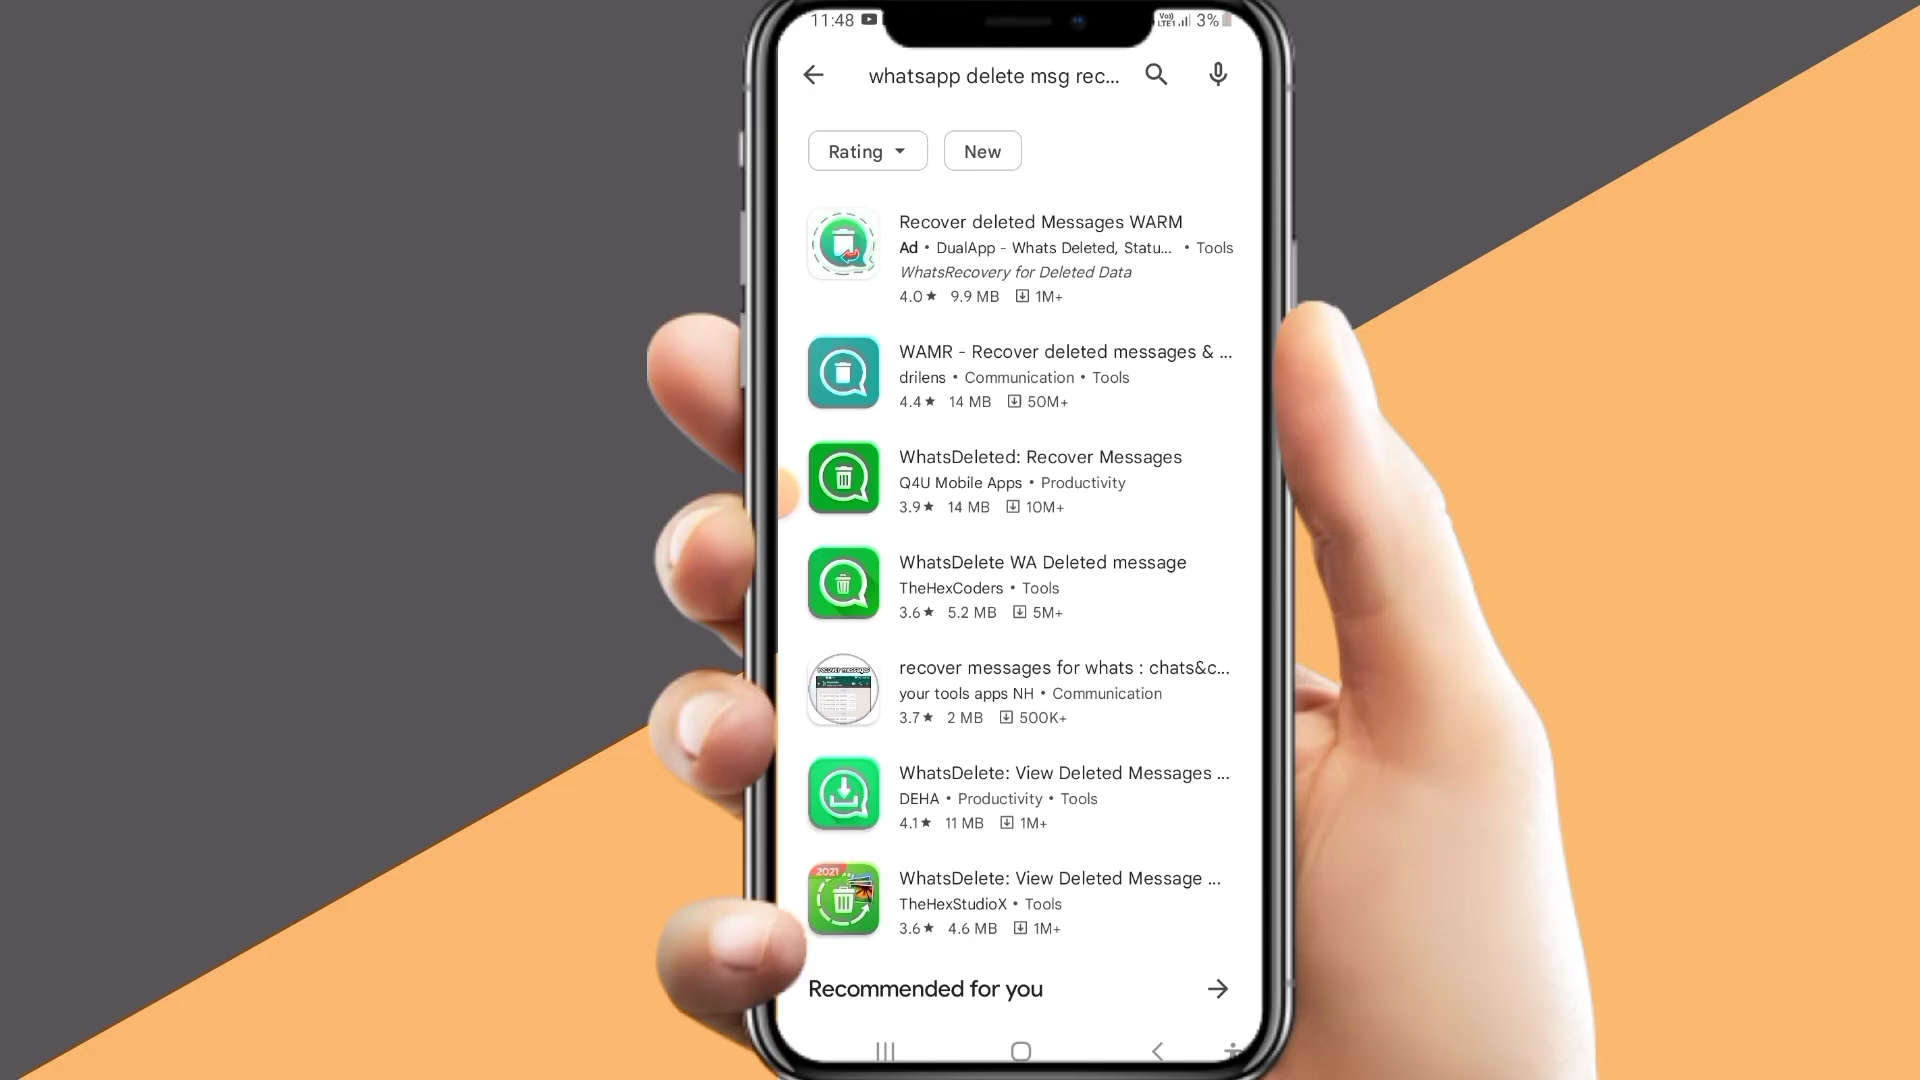 11:48
Vo)) LTE1 3%
whatsapp delete msg rec...
Rating New
Recover deleted Messages WARM
Ad • DualApp - Whats Deleted, Statu... • Tools
WhatsRecovery for Deleted Data
4.0★ 9.9 MB 1M+
WAMR - Recover deleted messages & ...
drilens • Communication • Tools
4.4★ 14 MB 50M+
WhatsDeleted: Recover Messages
Q4U Mobile Apps • Productivity
3.9★ 14 MB 10M+
WhatsDelete WA Deleted message
TheHexCoders • Tools
3.6★ 5.2 MB 5M+
recover messages for whats : chats&c...
your tools apps NH • Communication
3.7★ 2 MB 500K+
WhatsDelete: View Deleted Messages ...
DEHA • Productivity • Tools
4.1★ 11 MB 1M+
2021
WhatsDelete: View Deleted Message ...
TheHexStudioX • Tools
3.6★ 4.6 MB 1M+
Recommended for you